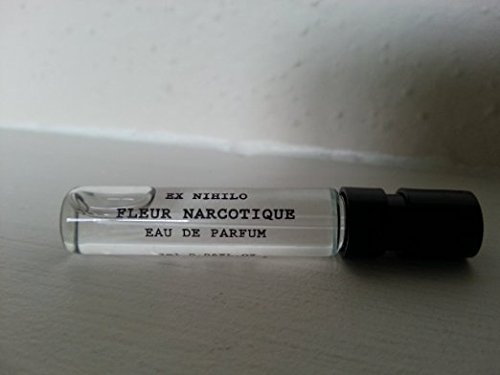 EX NIHILO
FLEUR NARCOTIQUE
EAU DE PARFUM